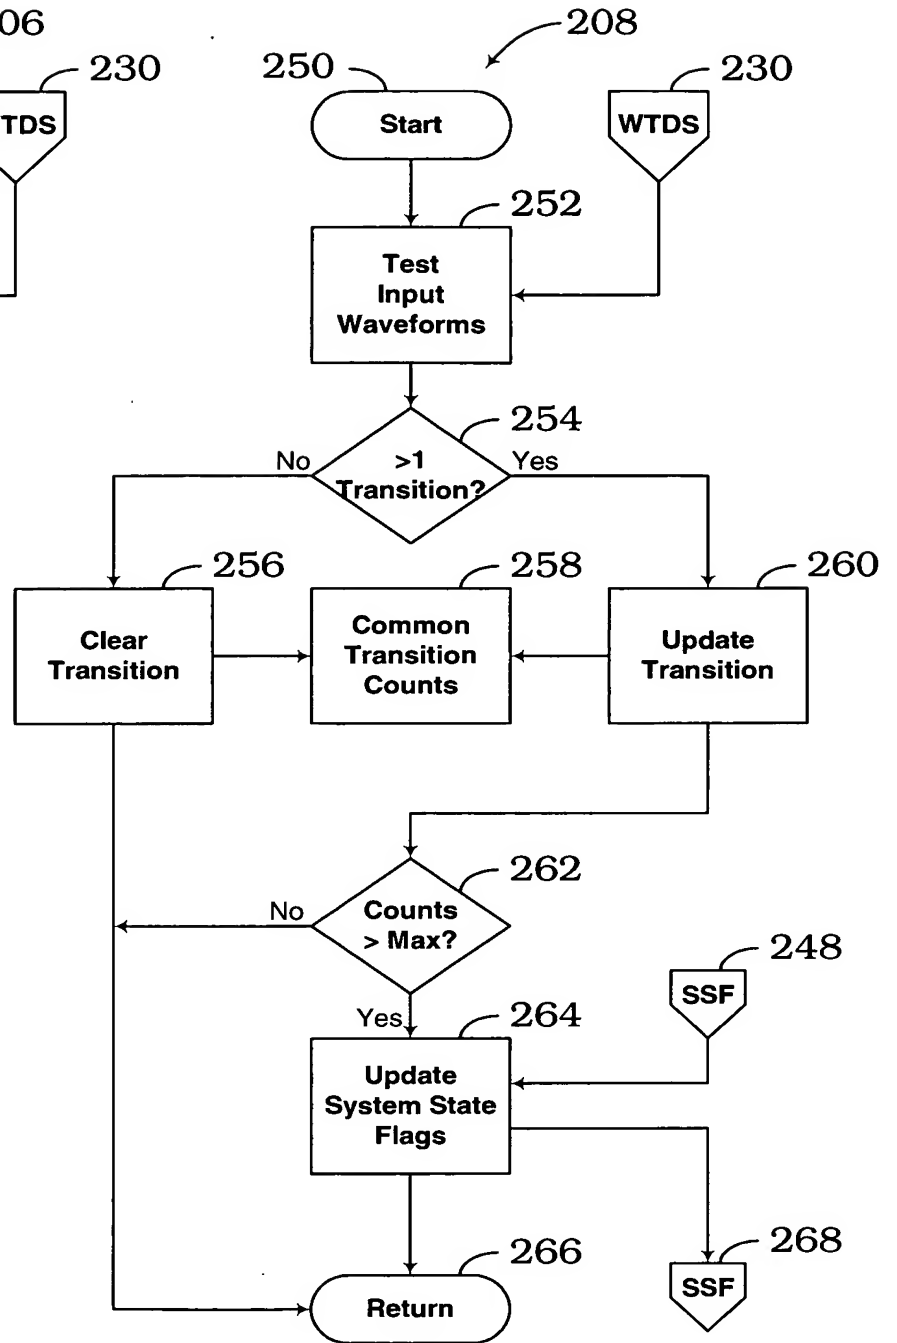 06
208
230
250
230
TDS
Start
WTDS
252
Test
Input
Waveforms
254
No
>1
Transition?
Yes
256
258
260
Clear
Transition
Common
Transition
Counts
Update
Transition
262
No
Counts
> Max?
248
SSF
Yes
264
Update
System State
Flags
266
268
Return
SSF